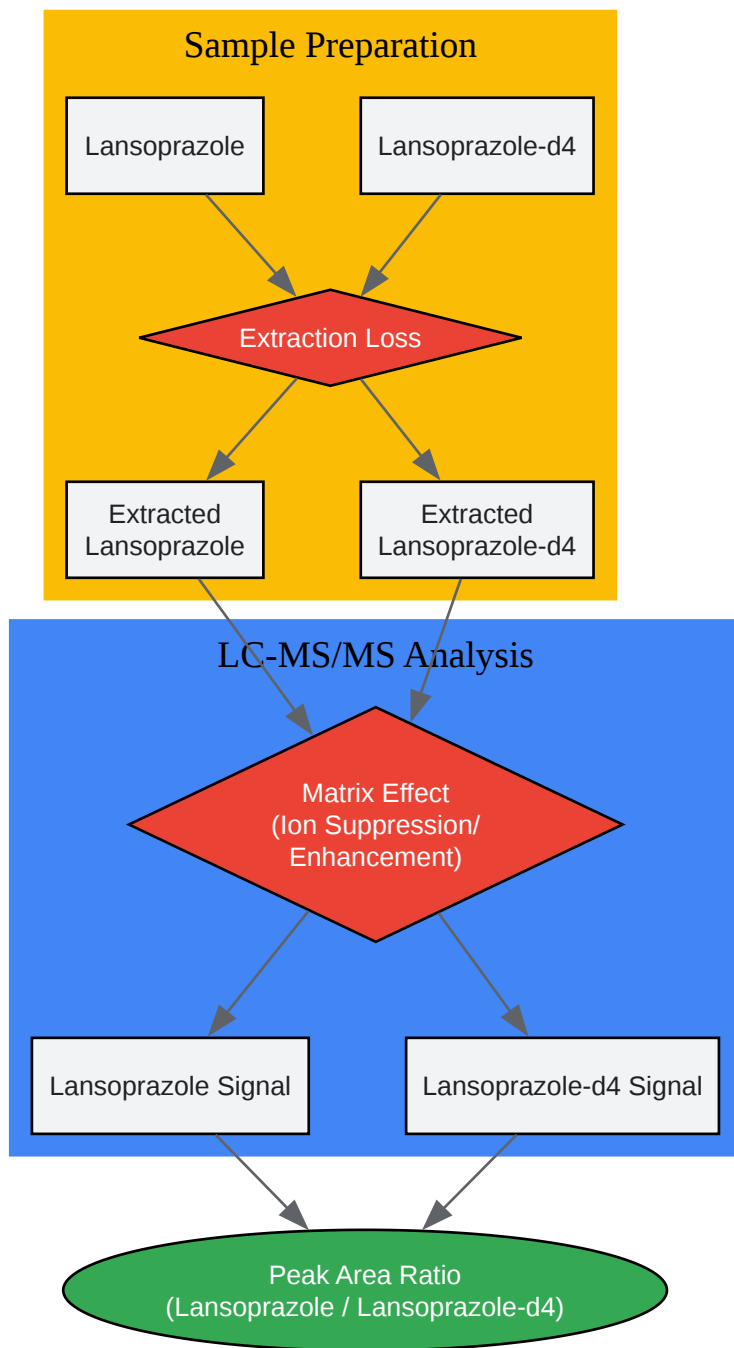 Sample Preparation
Lansoprazole
Lansoprazole-d4
Extraction Loss
Extracted
Lansoprazole
Extracted
Lansoprazole-d4
LC-MS/MS Analysis
Matrix Effect
(Ion Suppression/
Enhancement)
Lansoprazole Signal
Lansoprazole-d4 Signal
Peak Area Ratio
(Lansoprazole / Lansoprazole-d4)